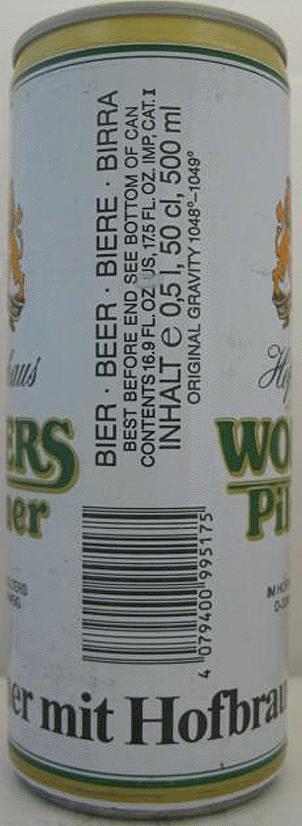 BIER · BEER · BIERE · BIRRA
BEST BEFORE END SEE BOTTOM OF CAN
CONTENTS 16.9 FL. OZ. US, 17.5 FL. OZ. IMP, CAT. I
INHALT e 0,5 l, 50 cl, 500 ml
ORIGINAL GRAVITY 1048°–1049°
haus
ERS
ner
Hof
WO
Pil
4 079400 995175
er mit Hofbrau